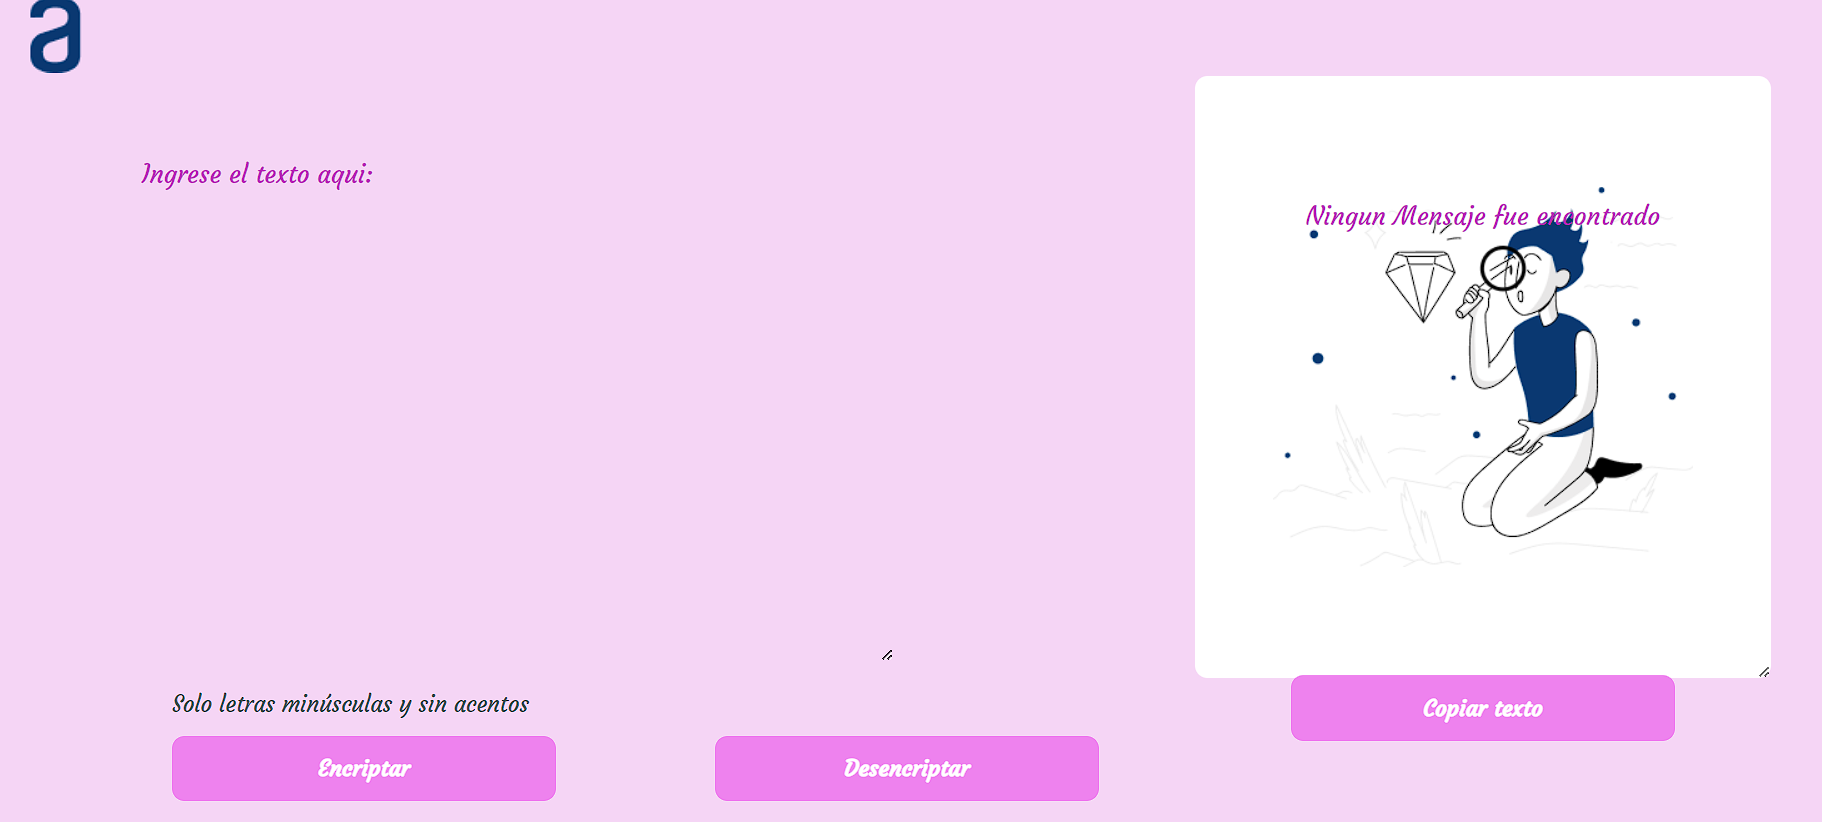 a
Ingrese el texto aqui:
Ningun Mensaje fue encontrado
Solo letras minúsculas y sin acentos
Copiar texto
Encriptar
Desencriptar